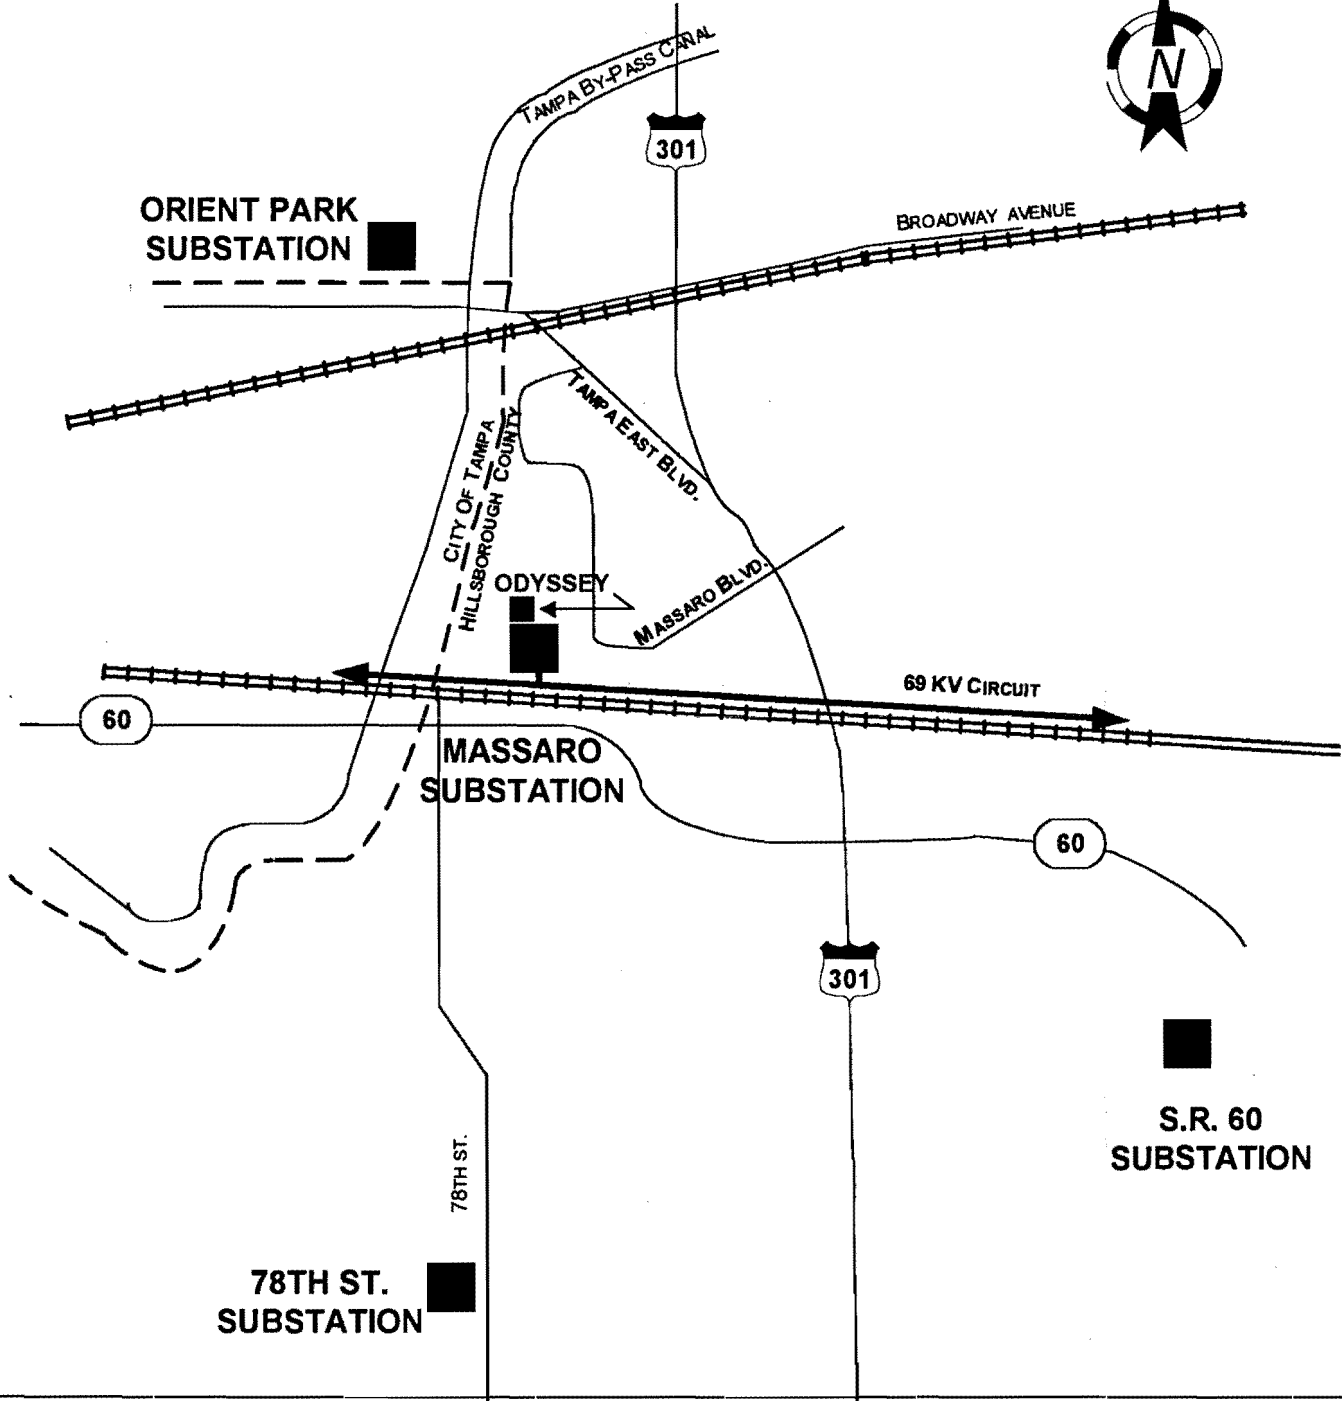 TAMPA BY-PASS CANAL
N
301
ORIENT PARK
SUBSTATION
BROADWAY AVENUE
TAMPA EAST BLVD.
CITY OF TAMPA
HILLSBOROUGH COUNTY
ODYSSEY
MASSARO BLVD.
69 KV CIRCUIT
60
MASSARO
SUBSTATION
60
301
S.R. 60
SUBSTATION
78TH ST.
78TH ST.
SUBSTATION